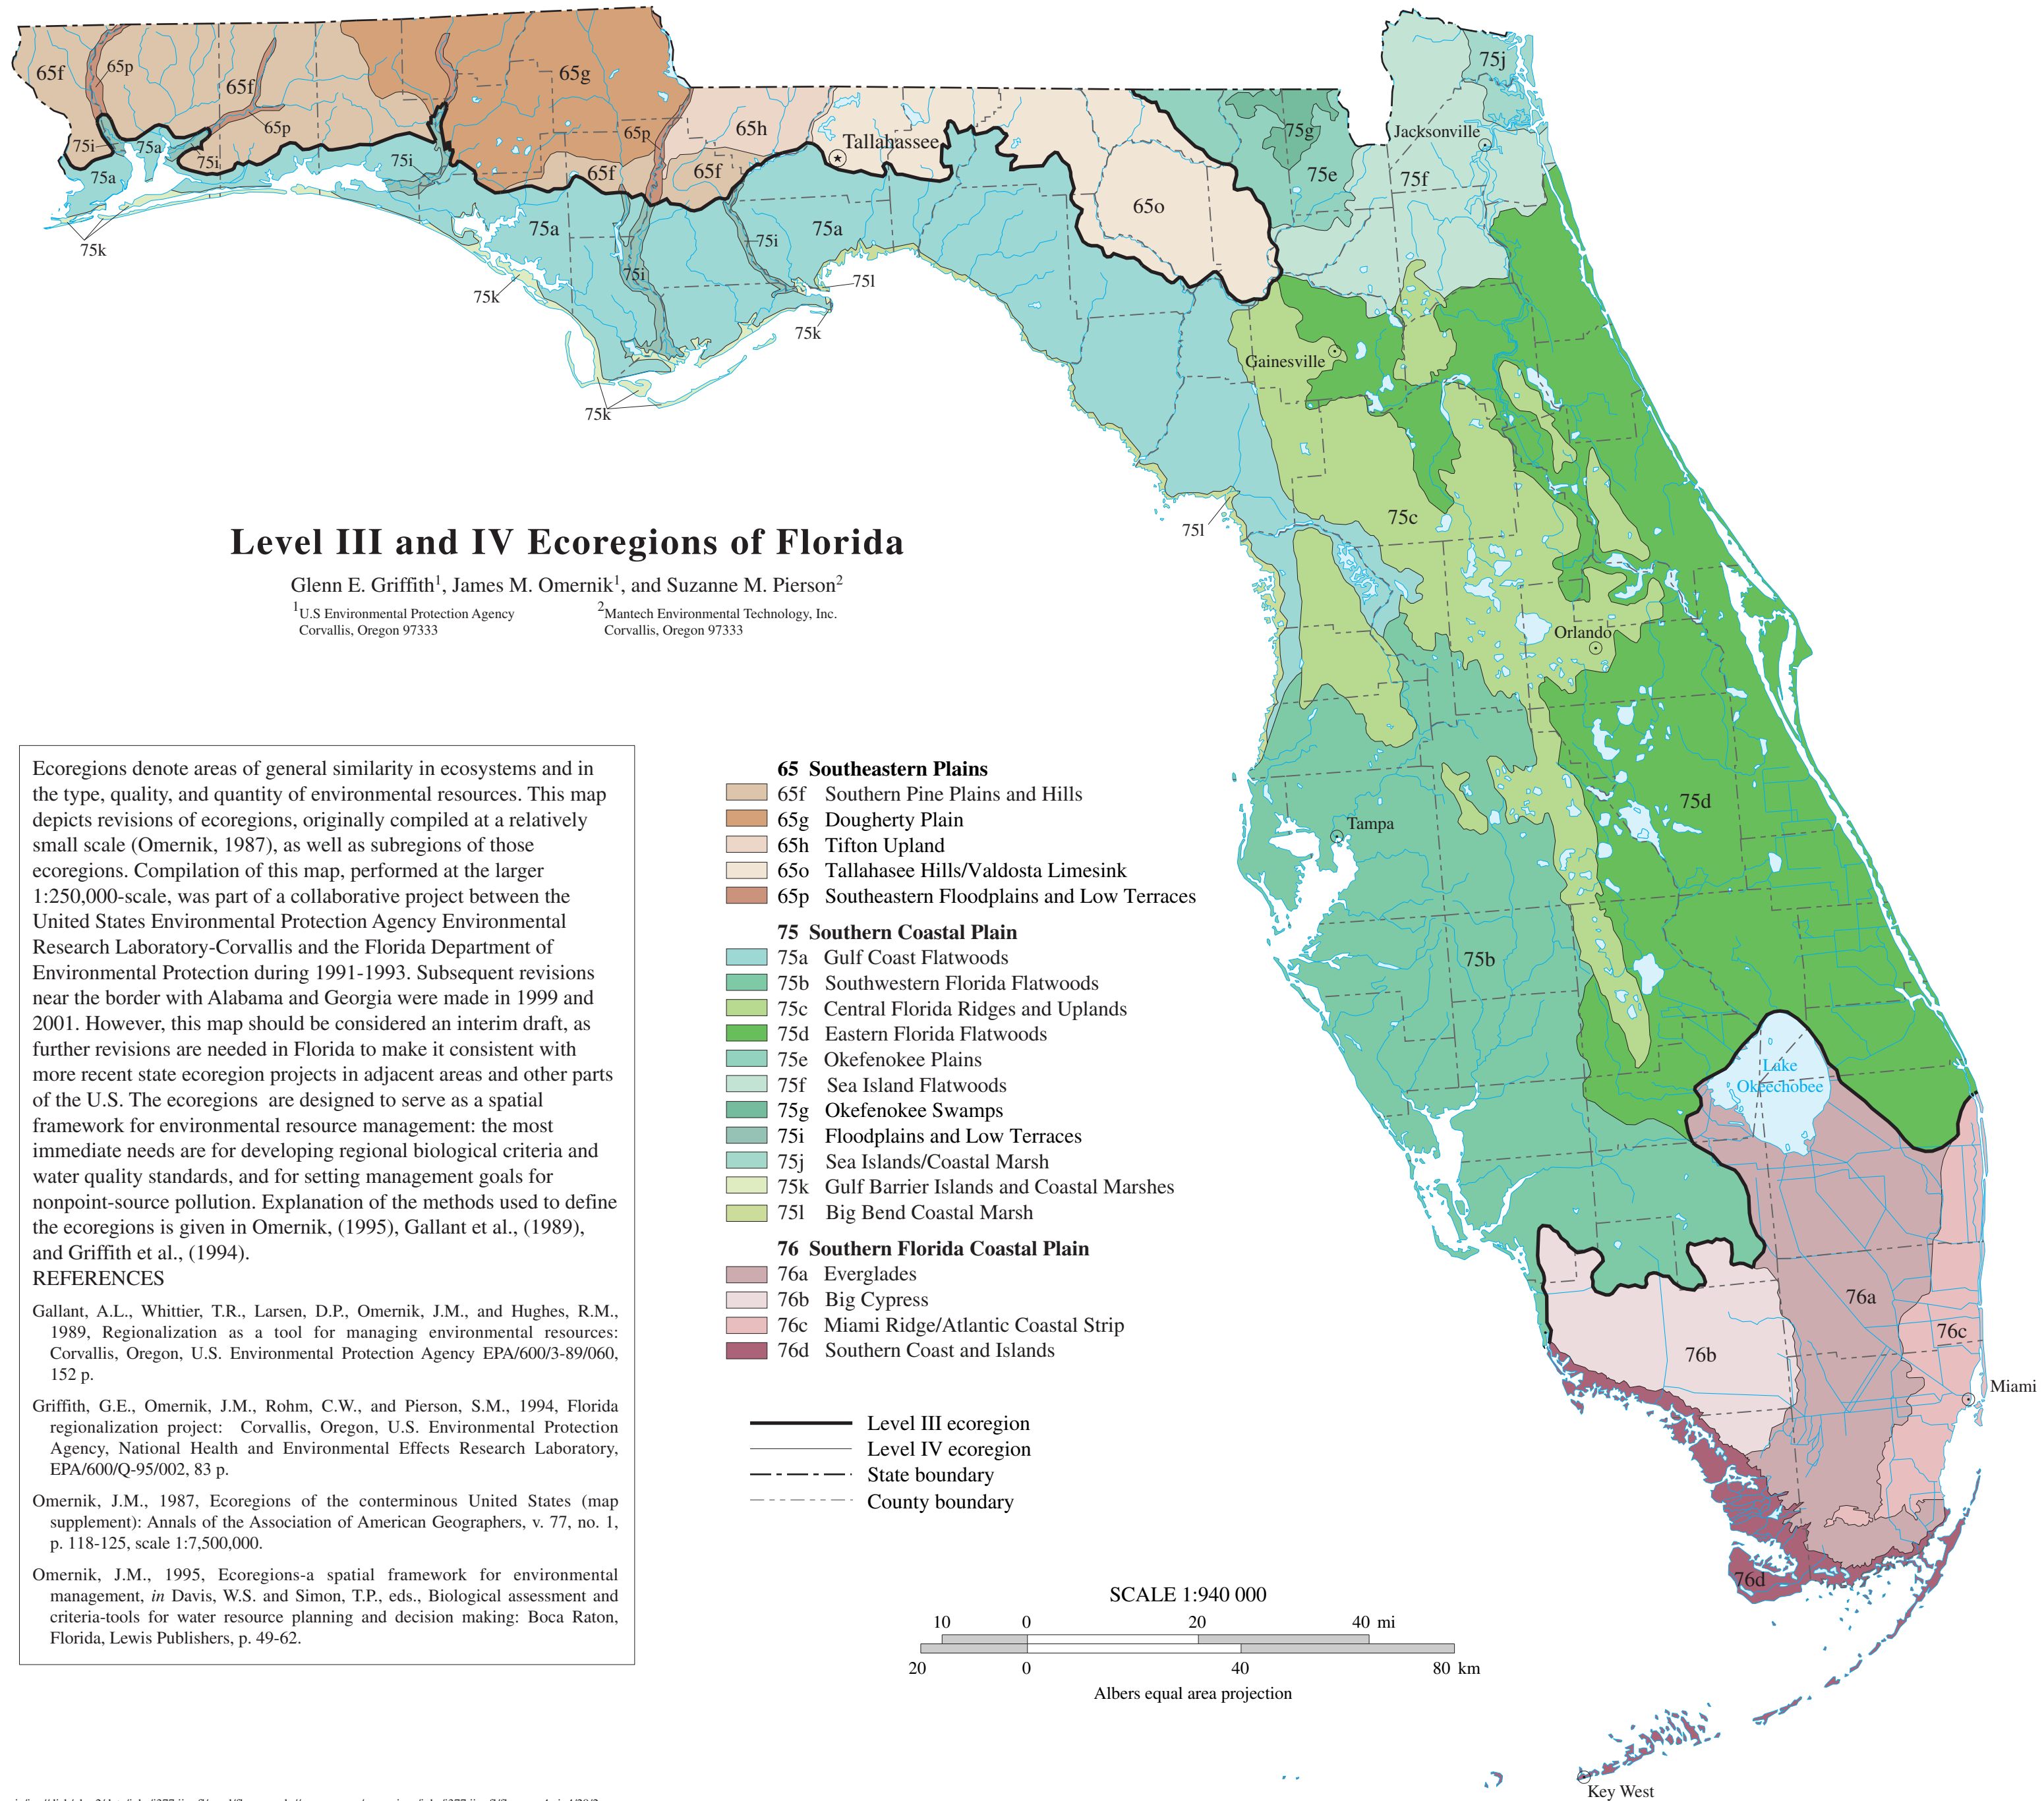 65f
65p
65f
65p
65g
65p
65h
65f
65f
75i
75a
75i
75i
75a
75k
75a
75i
75i
75a
75k
75k
75l
75k
Tallahassee
65o
75g
75e
75f
75j
Jacksonville
Gainesville
75l
75c
Orlando
Tampa
75d
75b
Lake
Okeechobee
76a
76b
76c
Miami
76d
Key West
Level III and IV Ecoregions of Florida
Glenn E. Griffith1, James M. Omernik1, and Suzanne M. Pierson2
1U.S Environmental Protection Agency
Corvallis, Oregon 97333
2Mantech Environmental Technology, Inc.
Corvallis, Oregon 97333
Ecoregions denote areas of general similarity in ecosystems and in
the type, quality, and quantity of environmental resources. This map
depicts revisions of ecoregions, originally compiled at a relatively
small scale (Omernik, 1987), as well as subregions of those
ecoregions. Compilation of this map, performed at the larger
1:250,000-scale, was part of a collaborative project between the
United States Environmental Protection Agency Environmental
Research Laboratory-Corvallis and the Florida Department of
Environmental Protection during 1991-1993. Subsequent revisions
near the border with Alabama and Georgia were made in 1999 and
2001. However, this map should be considered an interim draft, as
further revisions are needed in Florida to make it consistent with
more recent state ecoregion projects in adjacent areas and other parts
of the U.S. The ecoregions are designed to serve as a spatial
framework for environmental resource management: the most
immediate needs are for developing regional biological criteria and
water quality standards, and for setting management goals for
nonpoint-source pollution. Explanation of the methods used to define
the ecoregions is given in Omernik, (1995), Gallant et al., (1989),
and Griffith et al., (1994).
REFERENCES
Gallant, A.L., Whittier, T.R., Larsen, D.P., Omernik, J.M., and Hughes, R.M.,
1989, Regionalization as a tool for managing environmental resources:
Corvallis, Oregon, U.S. Environmental Protection Agency EPA/600/3-89/060,
152 p.
Griffith, G.E., Omernik, J.M., Rohm, C.W., and Pierson, S.M., 1994, Florida
regionalization project: Corvallis, Oregon, U.S. Environmental Protection
Agency, National Health and Environmental Effects Research Laboratory,
EPA/600/Q-95/002, 83 p.
Omernik, J.M., 1987, Ecoregions of the conterminous United States (map
supplement): Annals of the Association of American Geographers, v. 77, no. 1,
p. 118-125, scale 1:7,500,000.
Omernik, J.M., 1995, Ecoregions-a spatial framework for environmental
management, in Davis, W.S. and Simon, T.P., eds., Biological assessment and
criteria-tools for water resource planning and decision making: Boca Raton,
Florida, Lewis Publishers, p. 49-62.
65 Southeastern Plains
65f Southern Pine Plains and Hills
65g Dougherty Plain
65h Tifton Upland
65o Tallahasee Hills/Valdosta Limesink
65p Southeastern Floodplains and Low Terraces
75 Southern Coastal Plain
75a Gulf Coast Flatwoods
75b Southwestern Florida Flatwoods
75c Central Florida Ridges and Uplands
75d Eastern Florida Flatwoods
75e Okefenokee Plains
75f Sea Island Flatwoods
75g Okefenokee Swamps
75i Floodplains and Low Terraces
75j Sea Islands/Coastal Marsh
75k Gulf Barrier Islands and Coastal Marshes
75l Big Bend Coastal Marsh
76 Southern Florida Coastal Plain
76a Everglades
76b Big Cypress
76c Miami Ridge/Atlantic Coastal Strip
76d Southern Coast and Islands
Level III ecoregion
Level IV ecoregion
State boundary
County boundary
SCALE 1:940 000
10 0 20 40 mi
20 0 40 80 km
Albers equal area projection